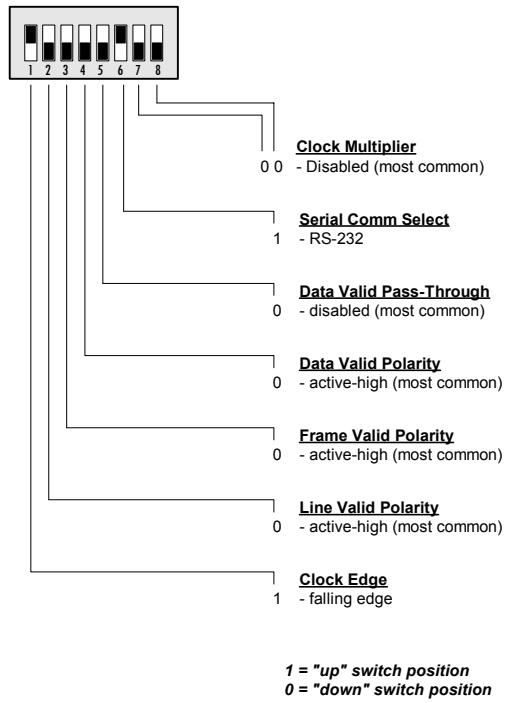 1 2 3 4 5 6 7 8
Clock Multiplier
0 0 - Disabled (most common)
Serial Comm Select
1 - RS-232
Data Valid Pass-Through
0 - disabled (most common)
Data Valid Polarity
0 - active-high (most common)
Frame Valid Polarity
0 - active-high (most common)
Line Valid Polarity
0 - active-high (most common)
Clock Edge
1 - falling edge
1 = "up" switch position
0 = "down" switch position